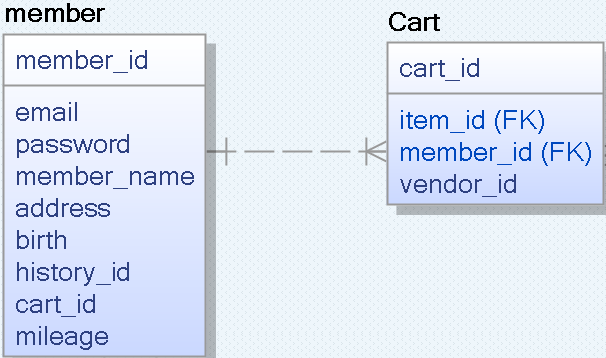 member
member_id
email
password
member_name
address
birth
history_id
cart_id
mileage
Cart
cart_id
item_id (FK)
member_id (FK)
vendor_id